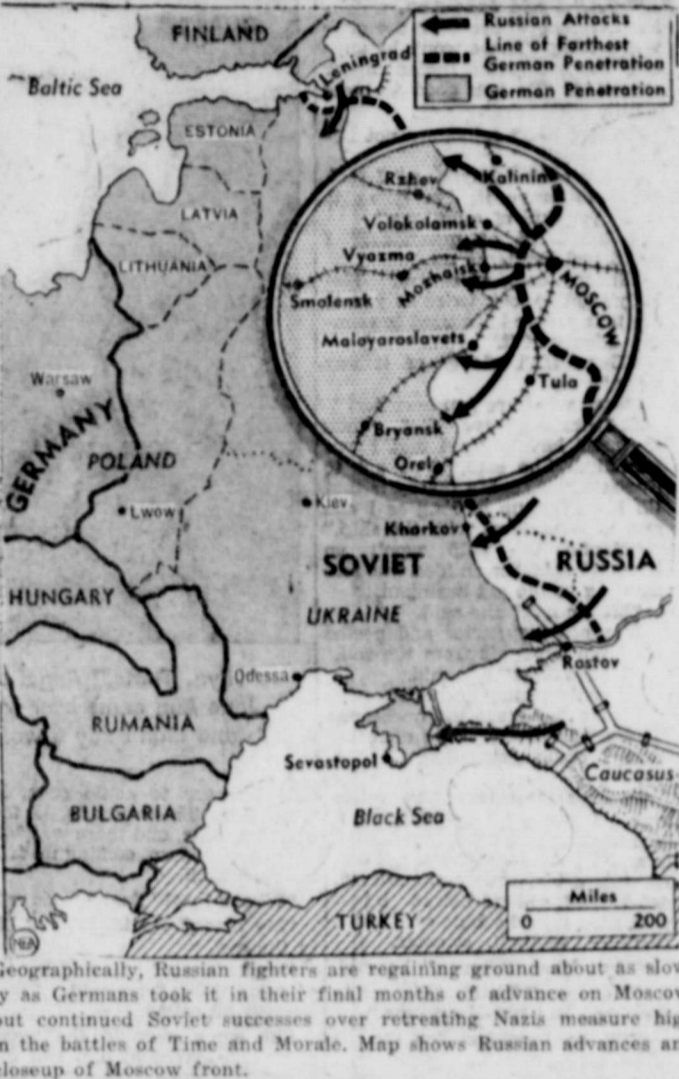 FINLAND
Russian Attacks
Line of Farthest
German Penetration
German Penetration
Baltic Sea
Leningrad
ESTONIA
LATVIA
LITHUANIA
Rzhev
Kalinin
Volokolamsk
Vyazma
Mozhaisk
MOSCOW
Smolensk
Maloyaroslavets
Tula
Bryansk
Orel
Warsaw
GERMANY
POLAND
Lwow
Kiev
Kharkov
SOVIET
RUSSIA
HUNGARY
UKRAINE
Rostov
Odessa
RUMANIA
Sevastopol
Caucasus
BULGARIA
Black Sea
Miles
0 200
TURKEY
NEA
Geographically, Russian fighters are regaining ground about as slow
y as Germans took it in their final months of advance on Moscow
but continued Soviet successes over retreating Nazis measure hig
n the battles of Time and Morale. Map shows Russian advances an
closeup of Moscow front.